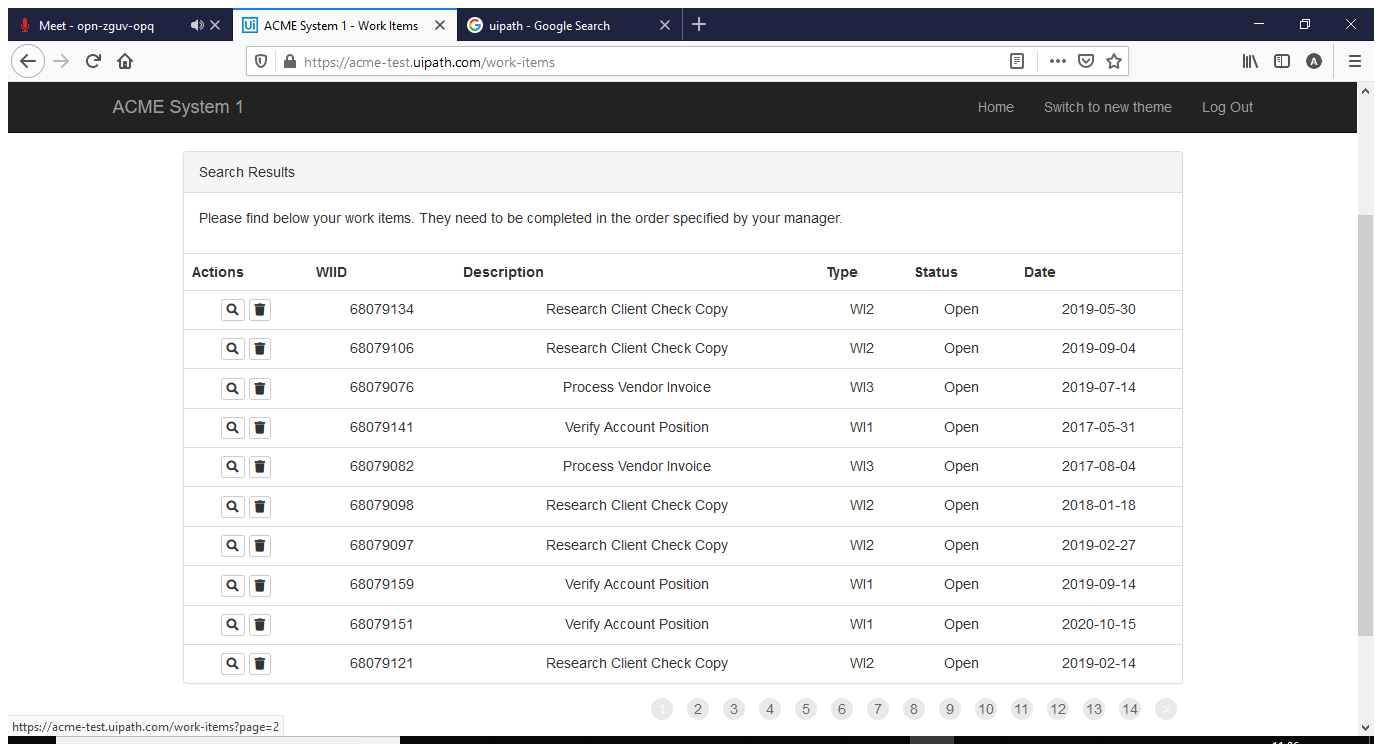 Meet - opn-zguv-opq
ACME System 1 - Work Items
uipath - Google Search
https://acme-test.uipath.com/work-items
A
ACME System 1
Home Switch to new theme Log Out
Search Results
Please find below your work items. They need to be completed in the order specified by your manager.
Actions WIID Description Type Status Date
68079134 Research Client Check Copy WI2 Open 2019-05-30
68079106 Research Client Check Copy WI2 Open 2019-09-04
68079076 Process Vendor Invoice WI3 Open 2019-07-14
68079141 Verify Account Position WI1 Open 2017-05-31
68079082 Process Vendor Invoice WI3 Open 2017-08-04
68079098 Research Client Check Copy WI2 Open 2018-01-18
68079097 Research Client Check Copy WI2 Open 2019-02-27
68079159 Verify Account Position WI1 Open 2019-09-14
68079151 Verify Account Position WI1 Open 2020-10-15
68079121 Research Client Check Copy WI2 Open 2019-02-14
1 2 3 4 5 6 7 8 9 10 11 12 13 14 >
https://acme-test.uipath.com/work-items?page=2